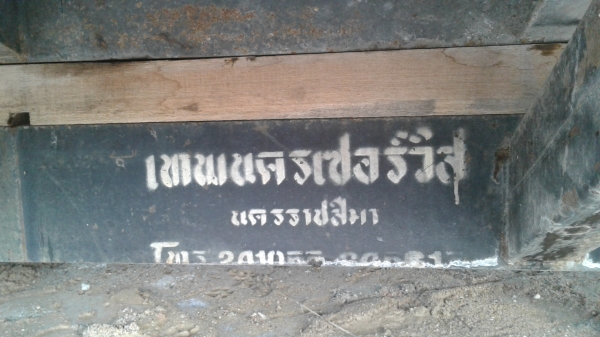 เทพนครเซอร์วิส
นครราชสีมา
โทร